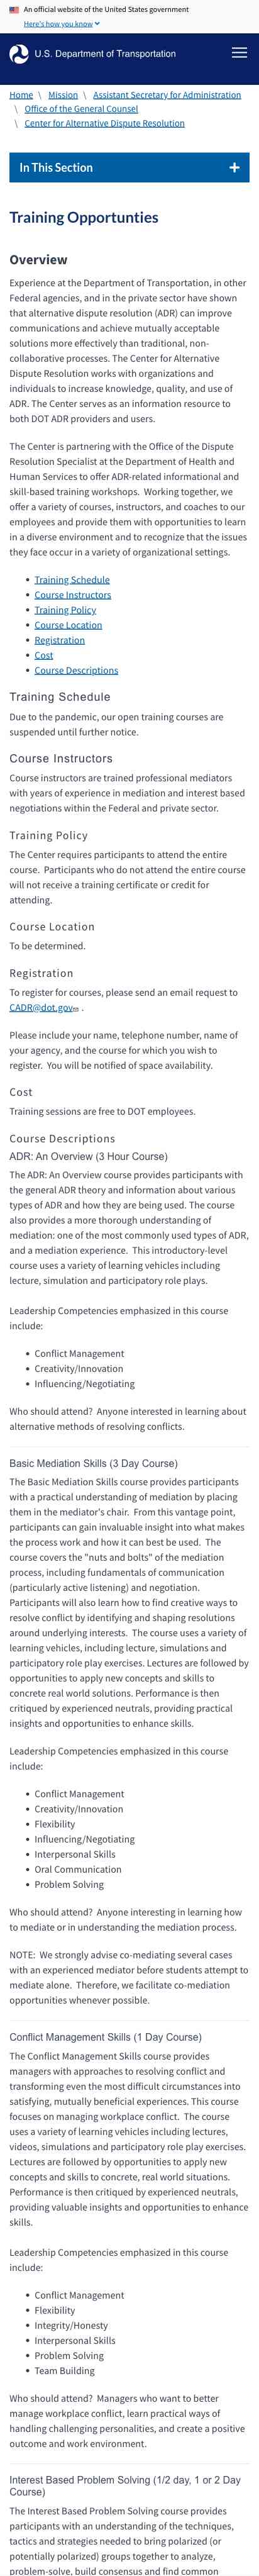 An official website of the United States government
Here's how you know
U.S. Department of Transportation
Home \ Mission \ Assistant Secretary for Administration
\ Office of the General Counsel
\ Center for Alternative Dispute Resolution
In This Section
Training Opportunities
Overview
Experience at the Department of Transportation, in other
Federal agencies, and in the private sector have shown
that alternative dispute resolution (ADR) can improve
communications and achieve mutually acceptable
solutions more effectively than traditional, non-
collaborative processes. The Center for Alternative
Dispute Resolution works with organizations and
individuals to increase knowledge, quality, and use of
ADR. The Center serves as an information resource to
both DOT ADR providers and users.
The Center is partnering with the Office of the Dispute
Resolution Specialist at the Department of Health and
Human Services to offer ADR-related informational and
skill-based training workshops.  Working together, we
offer a variety of courses, instructors, and coaches to our
employees and provide them with opportunities to learn
in a diverse environment and to recognize that the issues
they face occur in a variety of organizational settings.
• Training Schedule
• Course Instructors
• Training Policy
• Course Location
• Registration
• Cost
• Course Descriptions
Training Schedule
Due to the pandemic, our open training courses are
suspended until further notice.
Course Instructors
Course instructors are trained professional mediators
with years of experience in mediation and interest based
negotiations within the Federal and private sector.
Training Policy
The Center requires participants to attend the entire
course.  Participants who do not attend the entire course
will not receive a training certificate or credit for
attending.
Course Location
To be determined.
Registration
To register for courses, please send an email request to
CADR@dot.gov .
Please include your name, telephone number, name of
your agency, and the course for which you wish to
register.  You will be notified of space availability.
Cost
Training sessions are free to DOT employees.
Course Descriptions
ADR: An Overview (3 Hour Course)
The ADR: An Overview course provides participants with
the general ADR theory and information about various
types of ADR and how they are being used. The course
also provides a more thorough understanding of
mediation: one of the most commonly used types of ADR,
and a mediation experience.  This introductory-level
course uses a variety of learning vehicles including
lecture, simulation and participatory role plays.
Leadership Competencies emphasized in this course
include:
• Conflict Management
• Creativity/Innovation
• Influencing/Negotiating
Who should attend?  Anyone interested in learning about
alternative methods of resolving conflicts.
Basic Mediation Skills (3 Day Course)
The Basic Mediation Skills course provides participants
with a practical understanding of mediation by placing
them in the mediator's chair.  From this vantage point,
participants can gain invaluable insight into what makes
the process work and how it can best be used.  The
course covers the "nuts and bolts" of the mediation
process, including fundamentals of communication
(particularly active listening) and negotiation.
Participants will also learn how to find creative ways to
resolve conflict by identifying and shaping resolutions
around underlying interests.  The course uses a variety of
learning vehicles, including lecture, simulations and
participatory role play exercises. Lectures are followed by
opportunities to apply new concepts and skills to
concrete real world solutions. Performance is then
critiqued by experienced neutrals, providing practical
insights and opportunities to enhance skills.
Leadership Competencies emphasized in this course
include:
• Conflict Management
• Creativity/Innovation
• Flexibility
• Influencing/Negotiating
• Interpersonal Skills
• Oral Communication
• Problem Solving
Who should attend?  Anyone interesting in learning how
to mediate or in understanding the mediation process.
NOTE:  We strongly advise co-mediating several cases
with an experienced mediator before students attempt to
mediate alone.  Therefore, we facilitate co-mediation
opportunities whenever possible.
Conflict Management Skills (1 Day Course)
The Conflict Management Skills course provides
managers with approaches to resolving conflict and
transforming even the most difficult circumstances into
satisfying, mutually beneficial experiences. This course
focuses on managing workplace conflict.  The course
uses a variety of learning vehicles including lectures,
videos, simulations and participatory role play exercises.
Lectures are followed by opportunities to apply new
concepts and skills to concrete, real world situations.
Performance is then critiqued by experienced neutrals,
providing valuable insights and opportunities to enhance
skills.
Leadership Competencies emphasized in this course
include:
• Conflict Management
• Flexibility
• Integrity/Honesty
• Interpersonal Skills
• Problem Solving
• Team Building
Who should attend?  Managers who want to better
manage workplace conflict, learn practical ways of
handling challenging personalities, and create a positive
outcome and work environment.
Interest Based Problem Solving (1/2 day, 1 or 2 Day
Course)
The Interest Based Problem Solving course provides
participants with an understanding of the techniques,
tactics and strategies needed to bring polarized (or
potentially polarized) groups together to analyze,
problem-solve, build consensus and find common